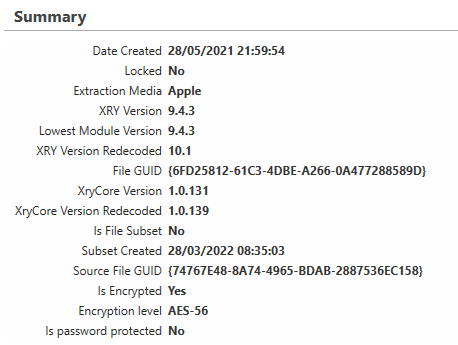 Summary
Date Created 28/05/2021 21:59:54
Locked No
Extraction Media Apple
XRY Version 9.4.3
Lowest Module Version 9.4.3
XRY Version Redecoded 10.1
File GUID {6FD25812-61C3-4DBE-A266-0A477288589D}
XryCore Version 1.0.131
XryCore Version Redecoded 1.0.139
Is File Subset No
Subset Created 28/03/2022 08:35:03
Source File GUID {74767E48-8A74-4965-BDAB-2887536EC158}
Is Encrypted Yes
Encryption level AES-56
Is password protected No